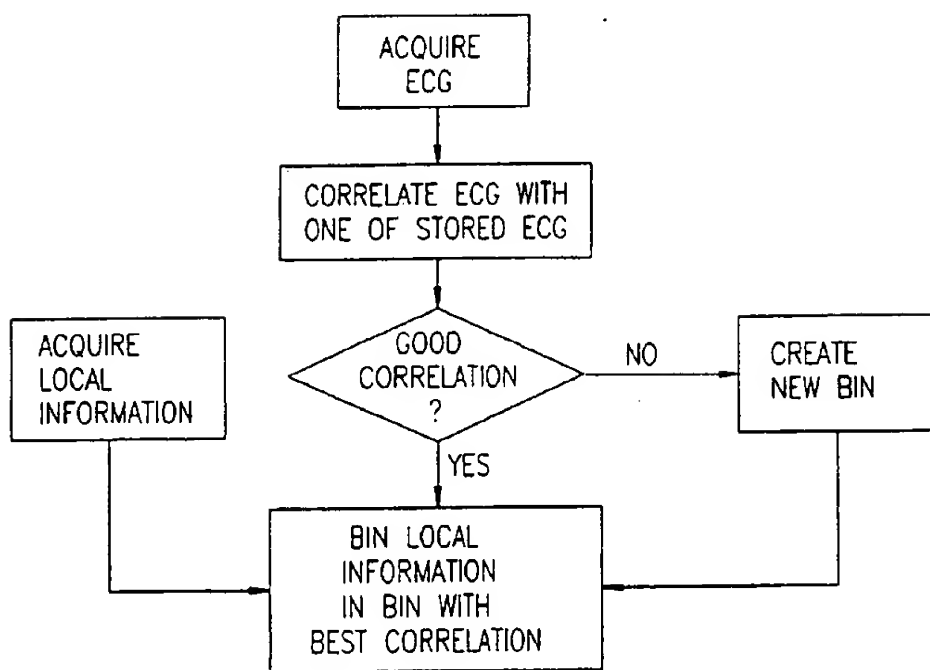 ACQUIRE
ECG
CORRELATE ECG WITH
ONE OF STORED ECG
GOOD
CORRELATION
?
NO
YES
ACQUIRE
LOCAL
INFORMATION
CREATE
NEW BIN
BIN LOCAL
INFORMATION
IN BIN WITH
BEST CORRELATION